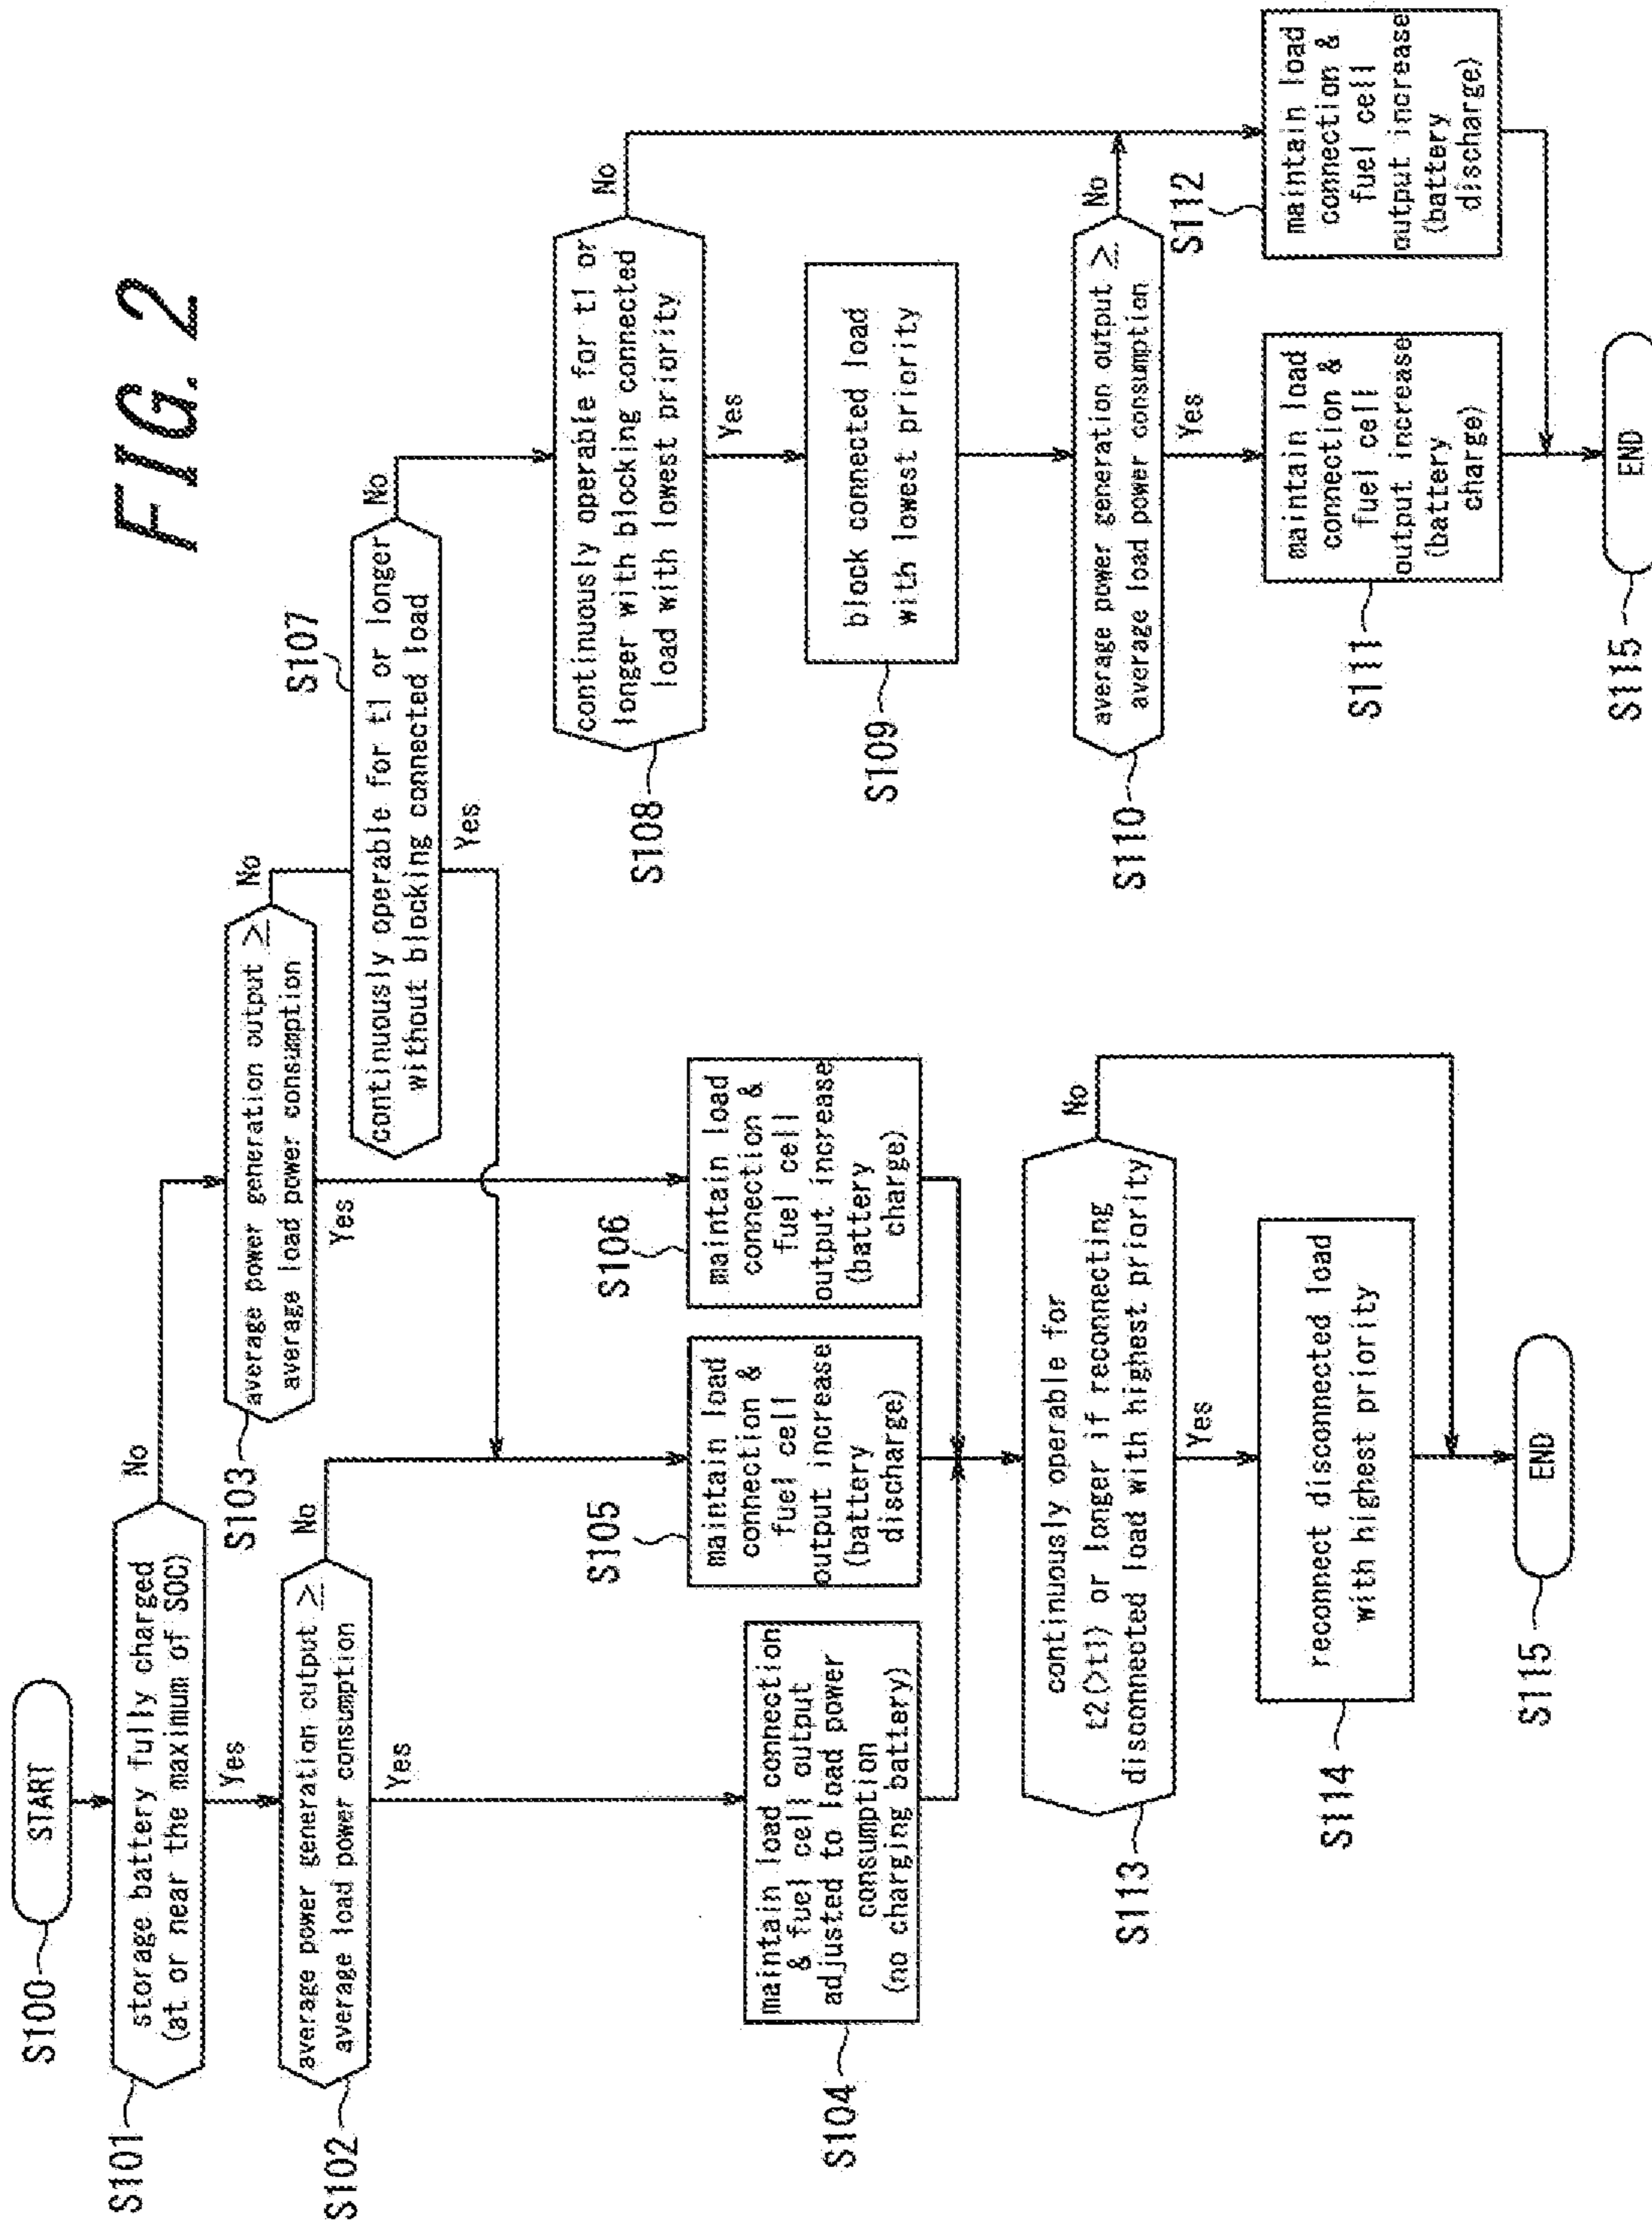 FIG. 2
START
S100
storage battery fully charged
(at or near the maximum of SOC)
S101
Yes
No
average power generation output ≥
average load power consumption
S102
Yes
No
average power generation output ≥
average load power consumption
S103
Yes
No
continuously operable for t1 or longer
without blocking connected load
S107
Yes
No
maintain load connection
& fuel cell output
adjusted to load power
consumption
(no charging battery)
S104
maintain load
connection &
fuel cell
output increase
(battery
discharge)
S105
maintain load
connection &
fuel cell
output increase
(battery
charge)
S106
continuously operable for t1 or
longer with blocking connected
load with lowest priority
S108
Yes
No
block connected load
with lowest priority
S109
average power generation output ≥
average load power consumption
S110
Yes
No
maintain load
connection &
fuel cell
output increase
(battery
charge)
S111
maintain load
connection &
fuel cell
output increase
(battery
discharge)
S112
END
S115
continuously operable for
t2(>t1) or longer if reconnecting
disconnected load with highest priority
S113
Yes
No
reconnect disconnected load
with highest priority
S114
END
S115